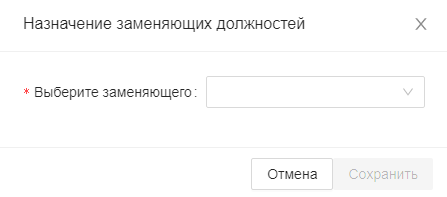 Назначение заменяющих должностей
* Выберите заменяющего:
Отмена
Сохранить